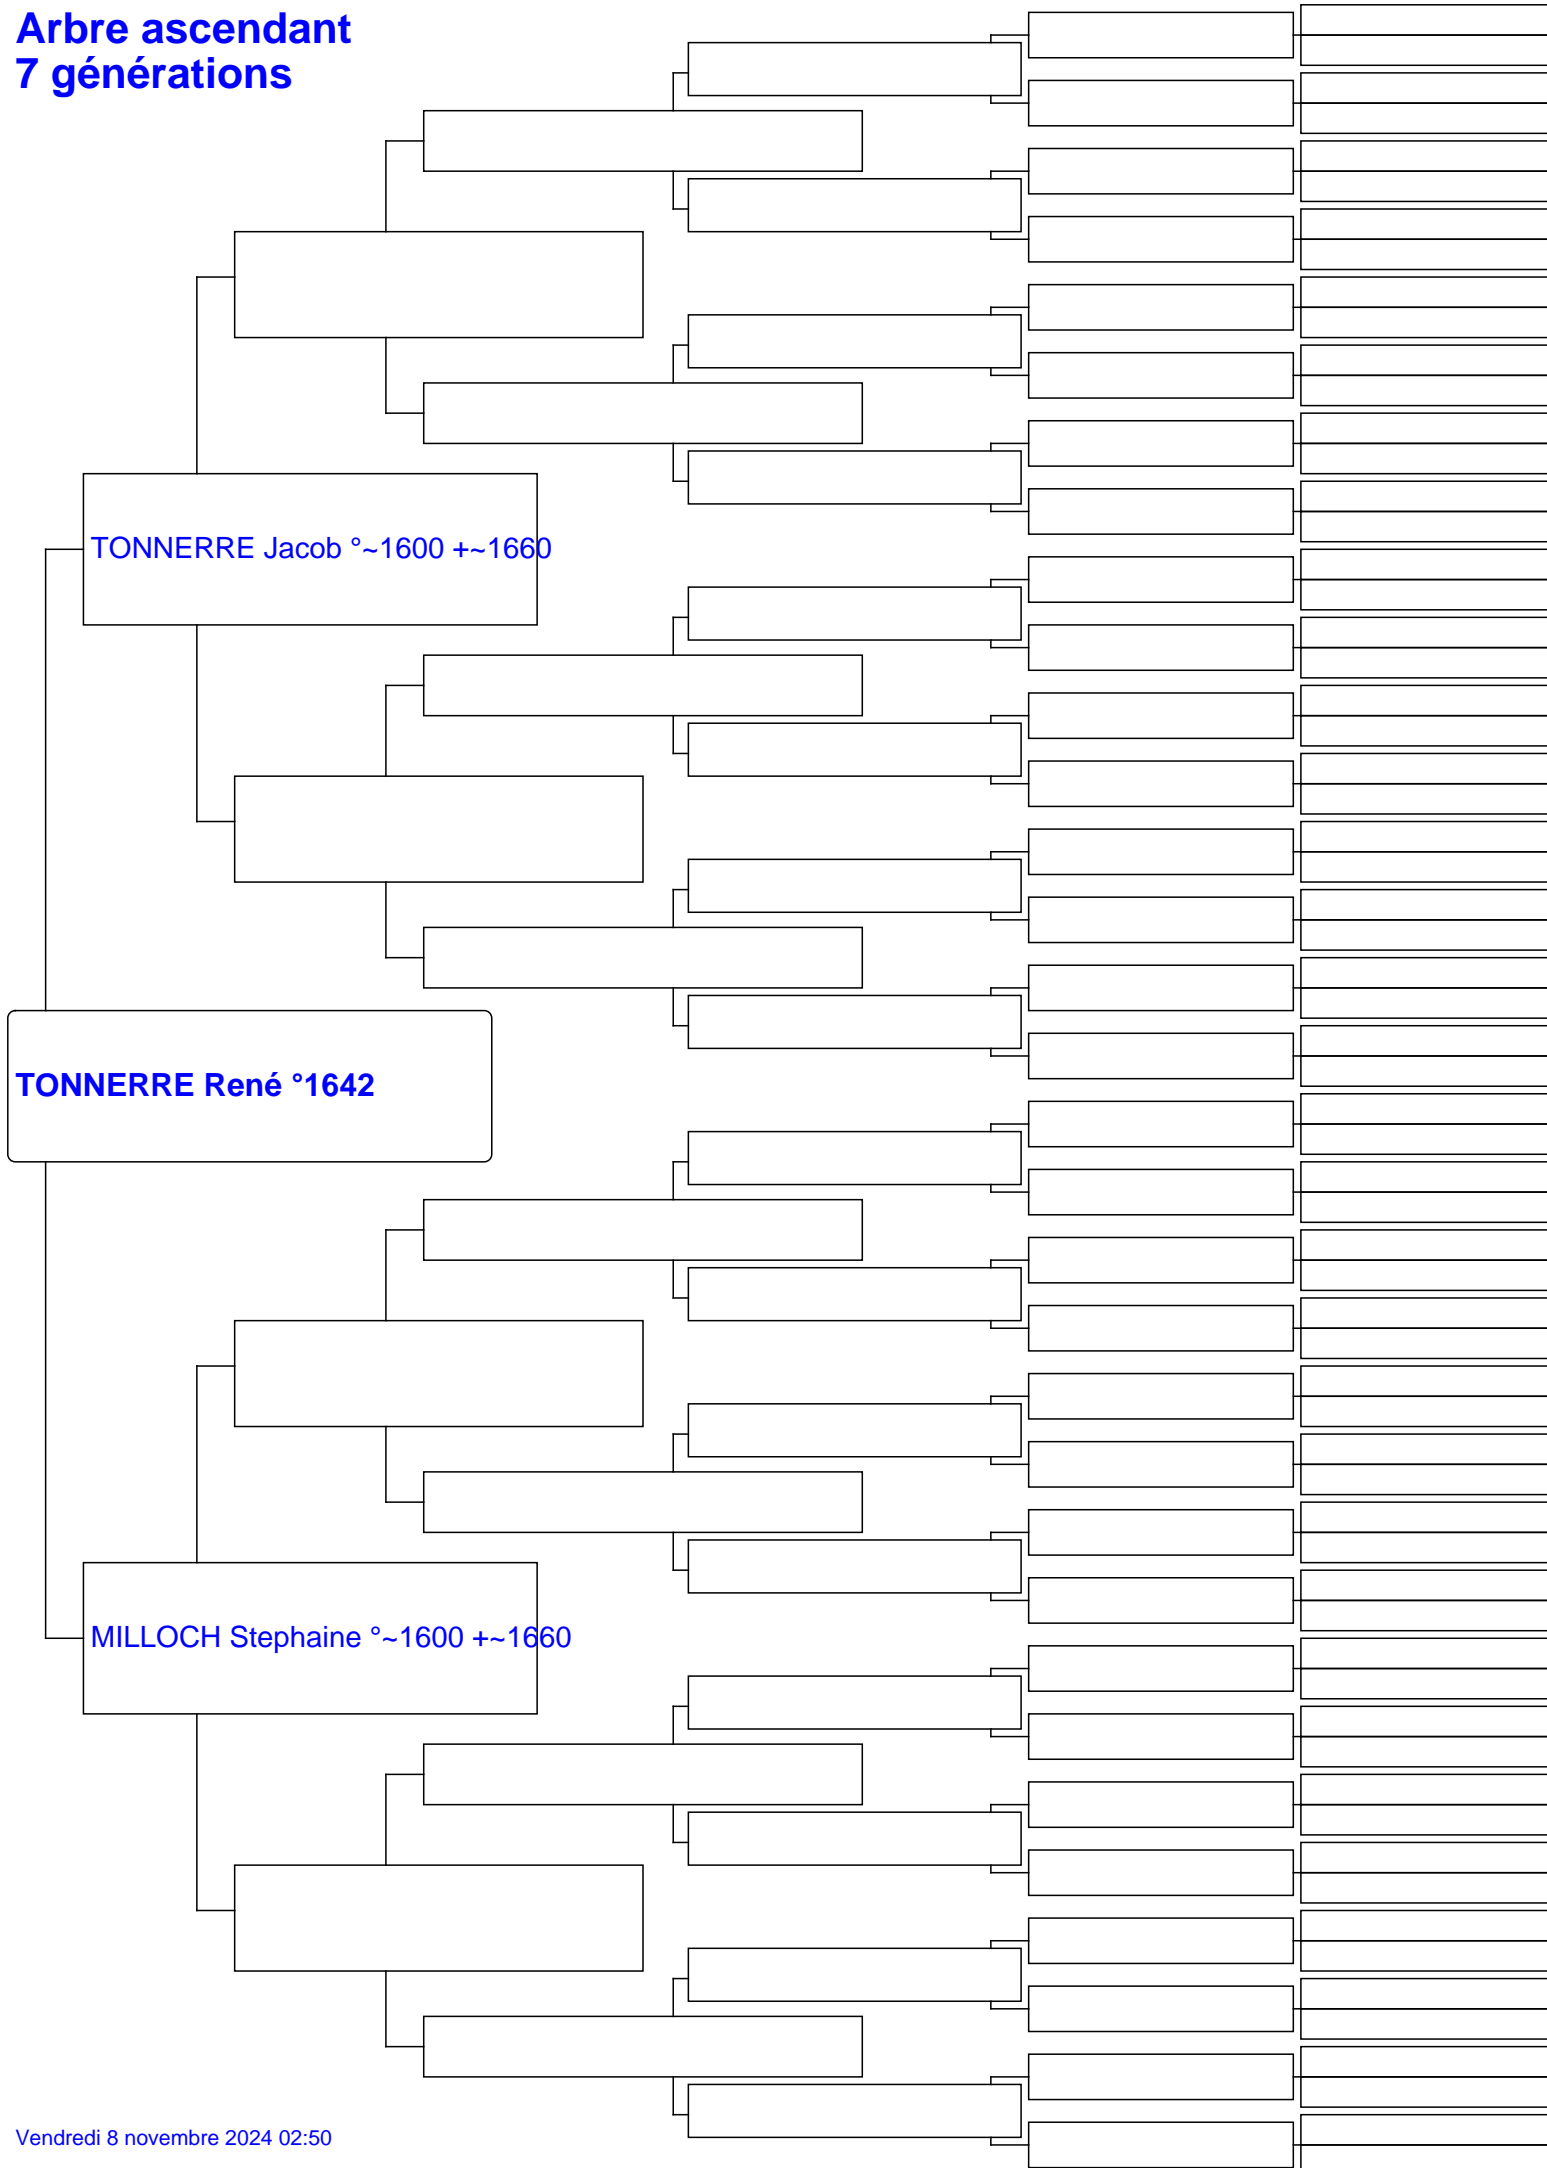 Arbre ascendant
7 générations
TONNERRE Jacob °~1600 +~1660
TONNERRE René °1642
MILLOCH Stephaine °~1600 +~1660
Vendredi 8 novembre 2024 02:50